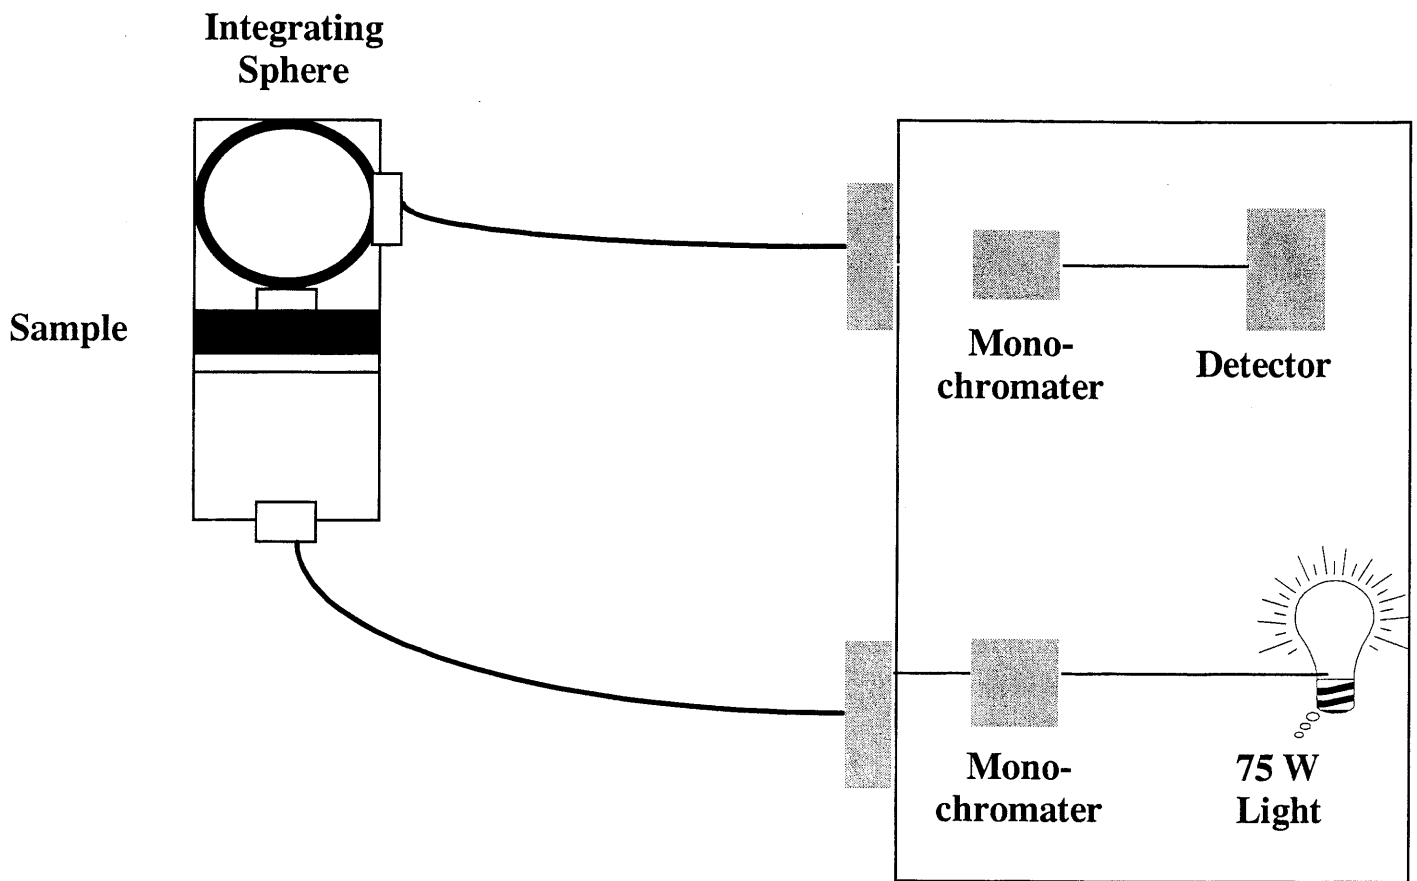 Integrating
Sphere
Sample
Mono-
chromater
Detector
Mono-
chromater
75 W
Light